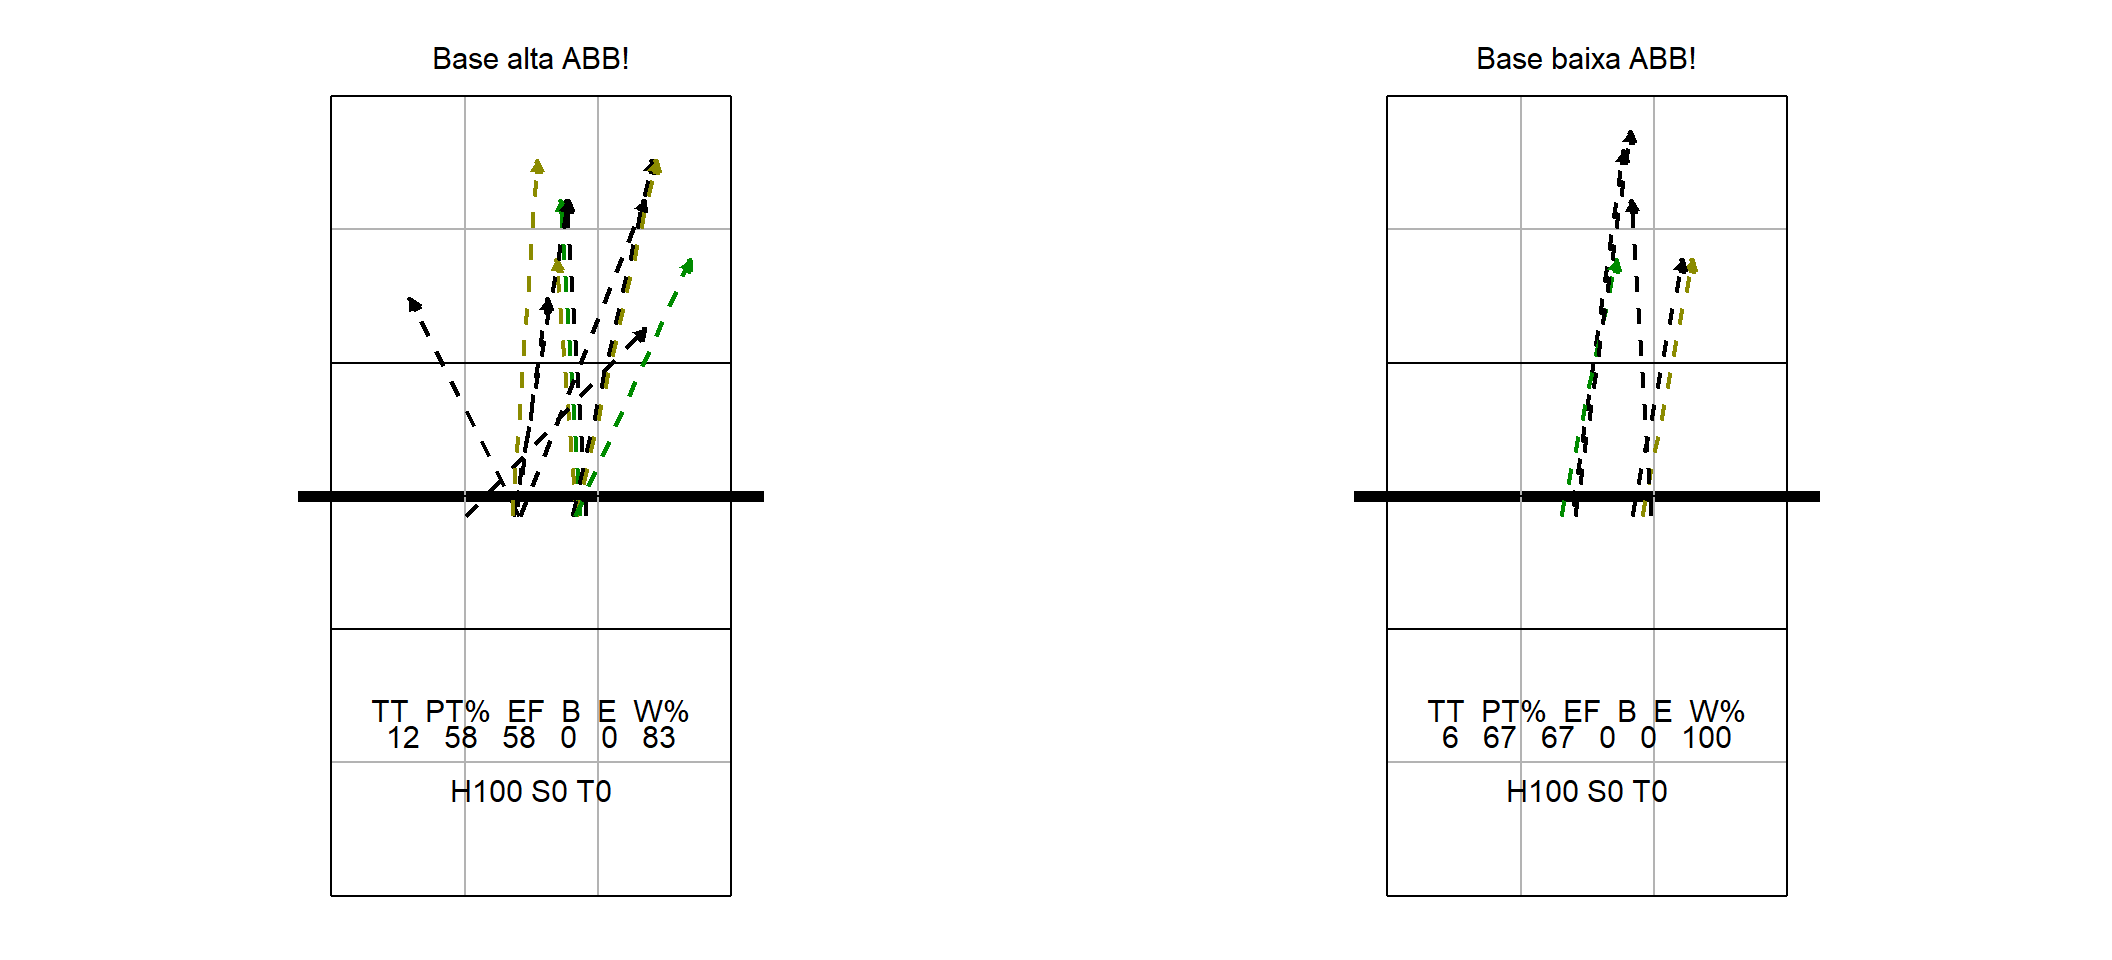 Base alta ABB!
TT PT% EF B E W%
12 58 58 0 0 83
H100 S0 T0
Base baixa ABB!
TT PT% EF B E W%
6 67 67 0 0 100
H100 S0 T0